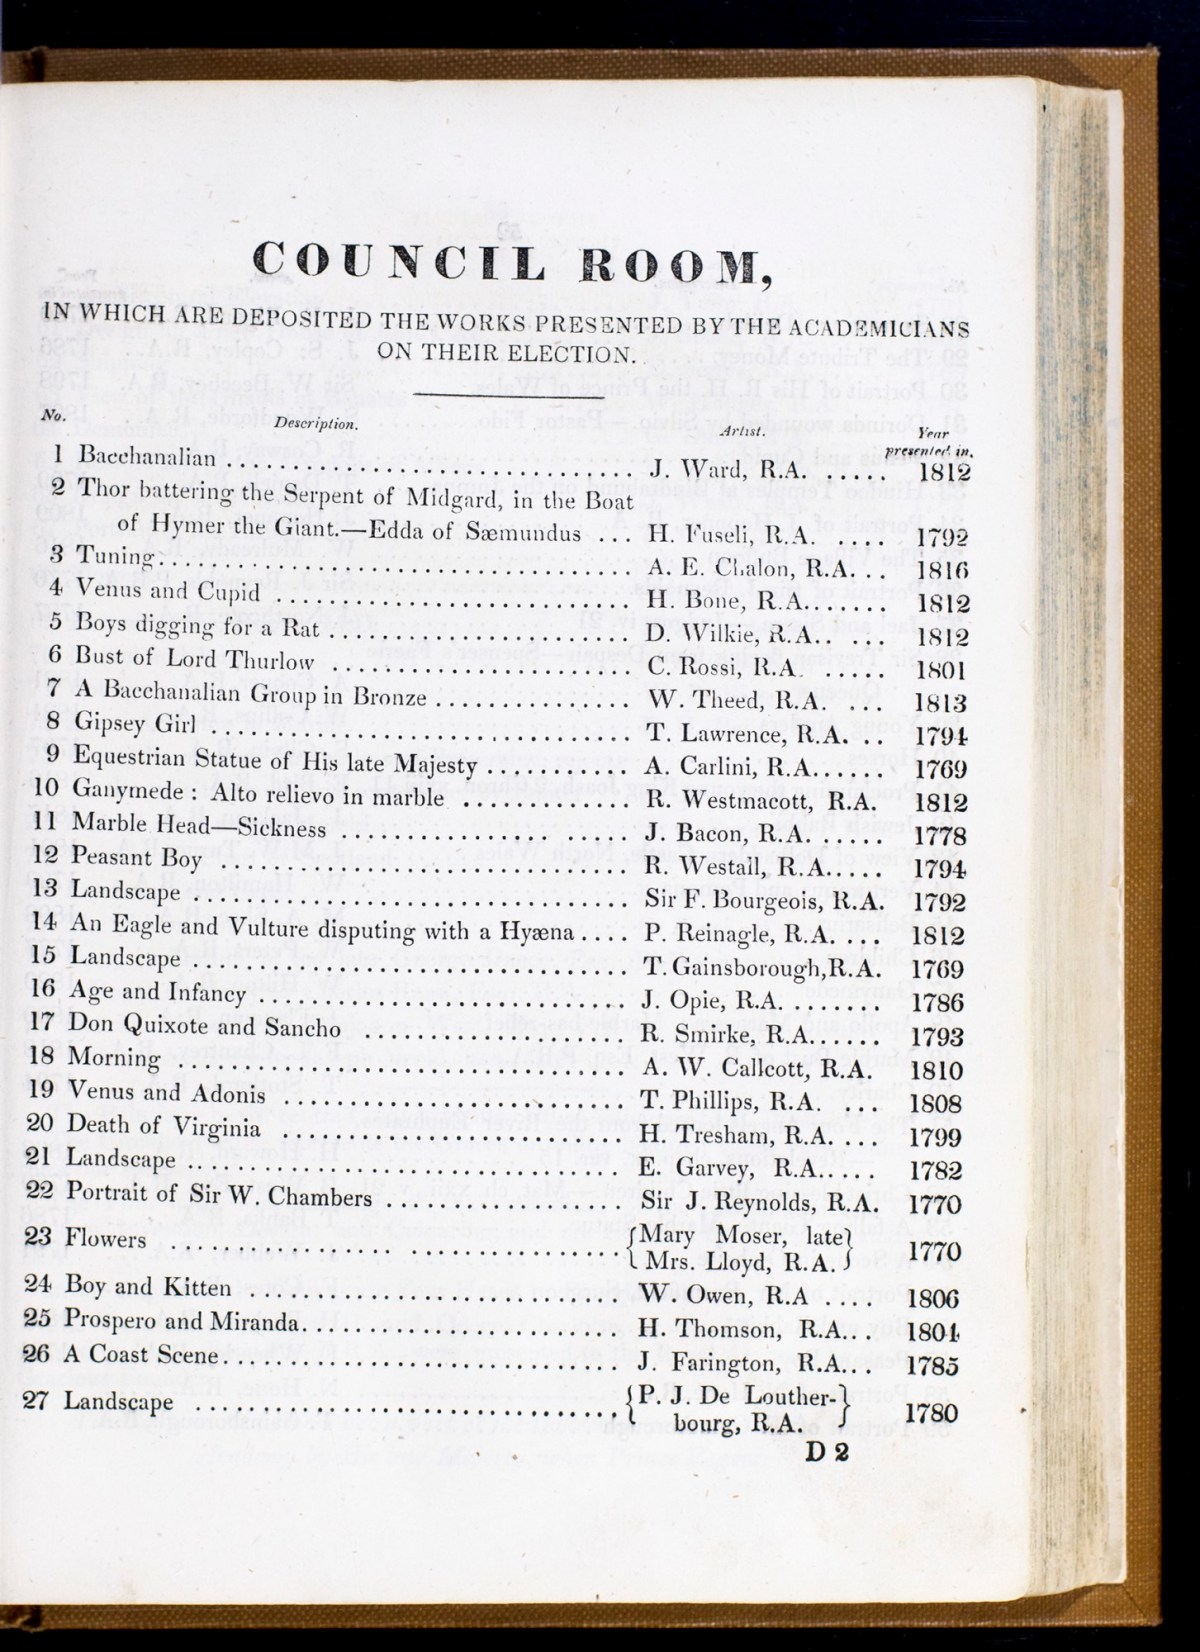 COUNCIL ROOM,
IN WHICH ARE DEPOSITED THE WORKS PRESENTED BY THE ACADEMICIANS
ON THEIR ELECTION.
No. Description. Artist. Year presented in.
1 Bacchanalian ................................ J. Ward, R.A. ...... 1812
2 Thor battering the Serpent of Midgard, in the Boat
of Hymer the Giant.—Edda of Sæmundus ... H. Fuseli, R.A. .... 1792
3 Tuning.................................... A. E. Chalon, R.A. .. 1816
4 Venus and Cupid ........................... H. Bone, R.A....... 1812
5 Boys digging for a Rat ....................... D. Wilkie, R.A.. ... 1812
6 Bust of Lord Thurlow ....................... C. Rossi, R.A. ..... 1801
7 A Bacchanalian Group in Bronze ............... W. Theed, R.A. ... 1813
8 Gipsey Girl ................................ T. Lawrence, R.A. .. 1794
9 Equestrian Statue of His late Majesty ........... A. Carlini, R.A...... 1769
10 Ganymede : Alto relievo in marble ............. R. Westmacott, R.A. 1812
11 Marble Head—Sickness ...................... J. Bacon, R.A...... 1778
12 Peasant Boy ............................... R. Westall, R.A..... 1794
13 Landscape ................................ Sir F. Bourgeois, R.A. 1792
14 An Eagle and Vulture disputing with a Hyæna .... P. Reinagle, R.A. ... 1812
15 Landscape ................................. T. Gainsborough, R.A. 1769
16 Age and Infancy ............................ J. Opie, R.A. ...... 1786
17 Don Quixote and Sancho .................... R. Smirke, R.A...... 1793
18 Morning .................................. A. W. Callcott, R.A. 1810
19 Venus and Adonis .......................... T. Phillips, R.A. ... 1808
20 Death of Virginia .......................... H. Tresham, R.A. ... 1799
21 Landscape ................................. E. Garvey, R.A..... 1782
22 Portrait of Sir W. Chambers .................. Sir J. Reynolds, R.A. 1770
23 Flowers ................................... {Mary Moser, late}
{Mrs. Lloyd, R.A.} 1770
24 Boy and Kitten ............................. W. Owen, R.A .... 1806
25 Prospero and Miranda........................ H. Thomson, R.A... 1804
26 A Coast Scene.............................. J. Farington, R.A... 1785
27 Landscape ................................ {P. J. De Louther-}
{bourg, R.A. } 1780
D 2